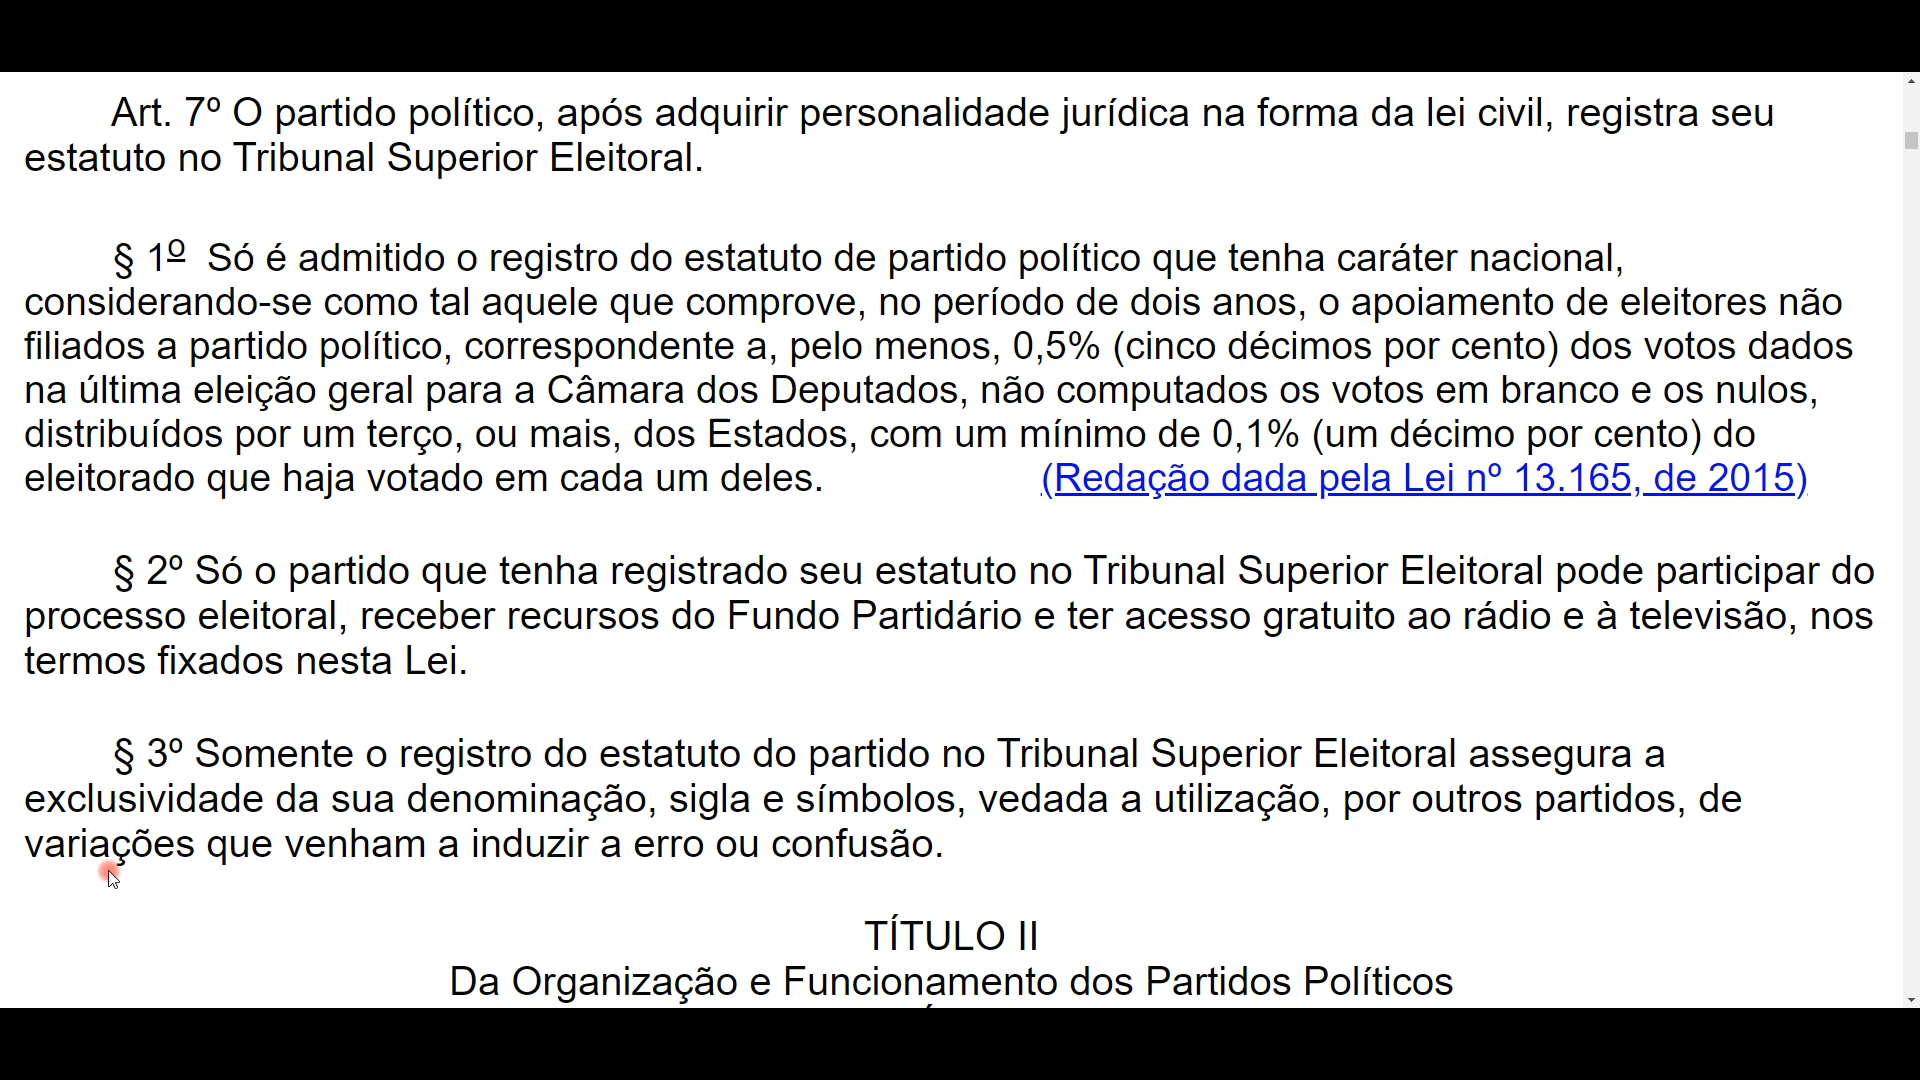 Art. 7º O partido político, após adquirir personalidade jurídica na forma da lei civil, registra seu
estatuto no Tribunal Superior Eleitoral.
§ 1º Só é admitido o registro do estatuto de partido político que tenha caráter nacional,
considerando-se como tal aquele que comprove, no período de dois anos, o apoiamento de eleitores não
filiados a partido político, correspondente a, pelo menos, 0,5% (cinco décimos por cento) dos votos dados
na última eleição geral para a Câmara dos Deputados, não computados os votos em branco e os nulos,
distribuídos por um terço, ou mais, dos Estados, com um mínimo de 0,1% (um décimo por cento) do
eleitorado que haja votado em cada um deles. (Redação dada pela Lei nº 13.165, de 2015)
§ 2º Só o partido que tenha registrado seu estatuto no Tribunal Superior Eleitoral pode participar do
processo eleitoral, receber recursos do Fundo Partidário e ter acesso gratuito ao rádio e à televisão, nos
termos fixados nesta Lei.
§ 3º Somente o registro do estatuto do partido no Tribunal Superior Eleitoral assegura a
exclusividade da sua denominação, sigla e símbolos, vedada a utilização, por outros partidos, de
variações que venham a induzir a erro ou confusão.
TÍTULO II
Da Organização e Funcionamento dos Partidos Políticos